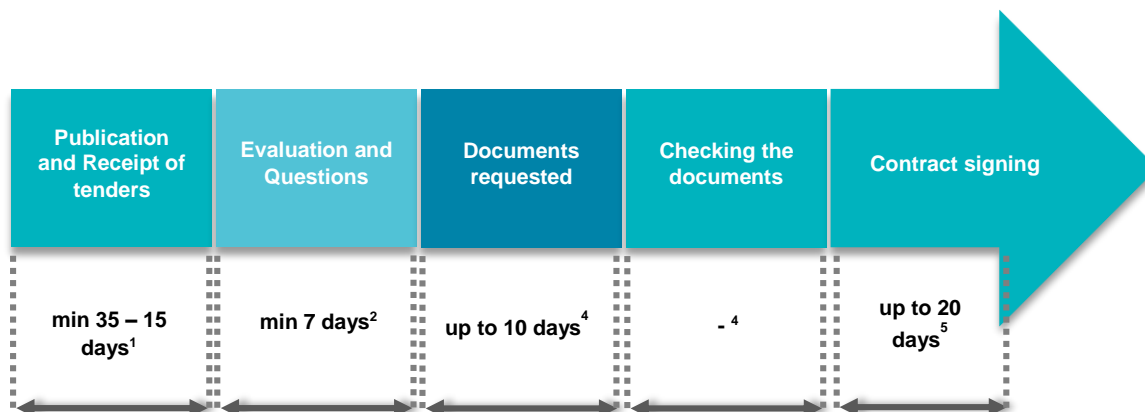 Publication
and Receipt of
tenders
Evaluation and
Questions
Documents
requested
Checking the
documents
Contract signing
min 35 – 15
days¹
min 7 days²
up to 10 days⁴
- ⁴
up to 20
days⁵